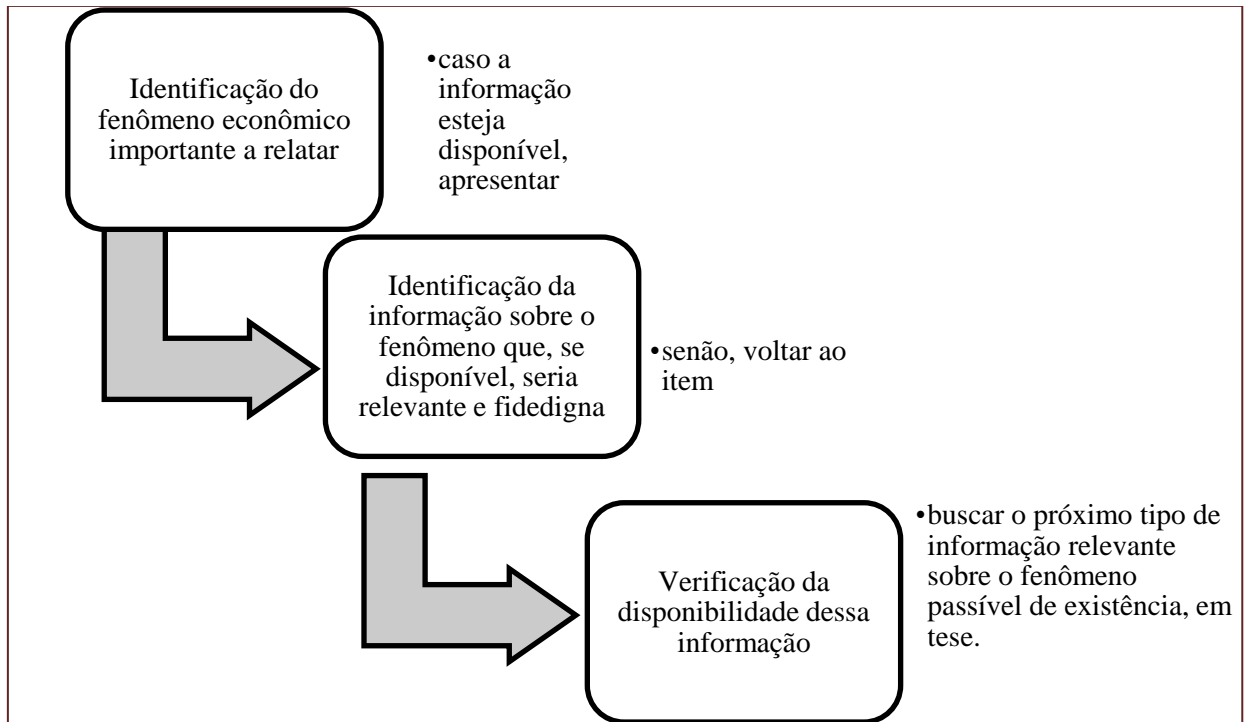 Identificação do
fenômeno econômico
importante a relatar
•caso a
informação
esteja
disponível,
apresentar
Identificação da
informação sobre o
fenômeno que, se
disponível, seria
relevante e fidedigna
•senão, voltar ao
item
Verificação da
disponibilidade dessa
informação
•buscar o próximo tipo de
informação relevante
sobre o fenômeno
passível de existência, em
tese.